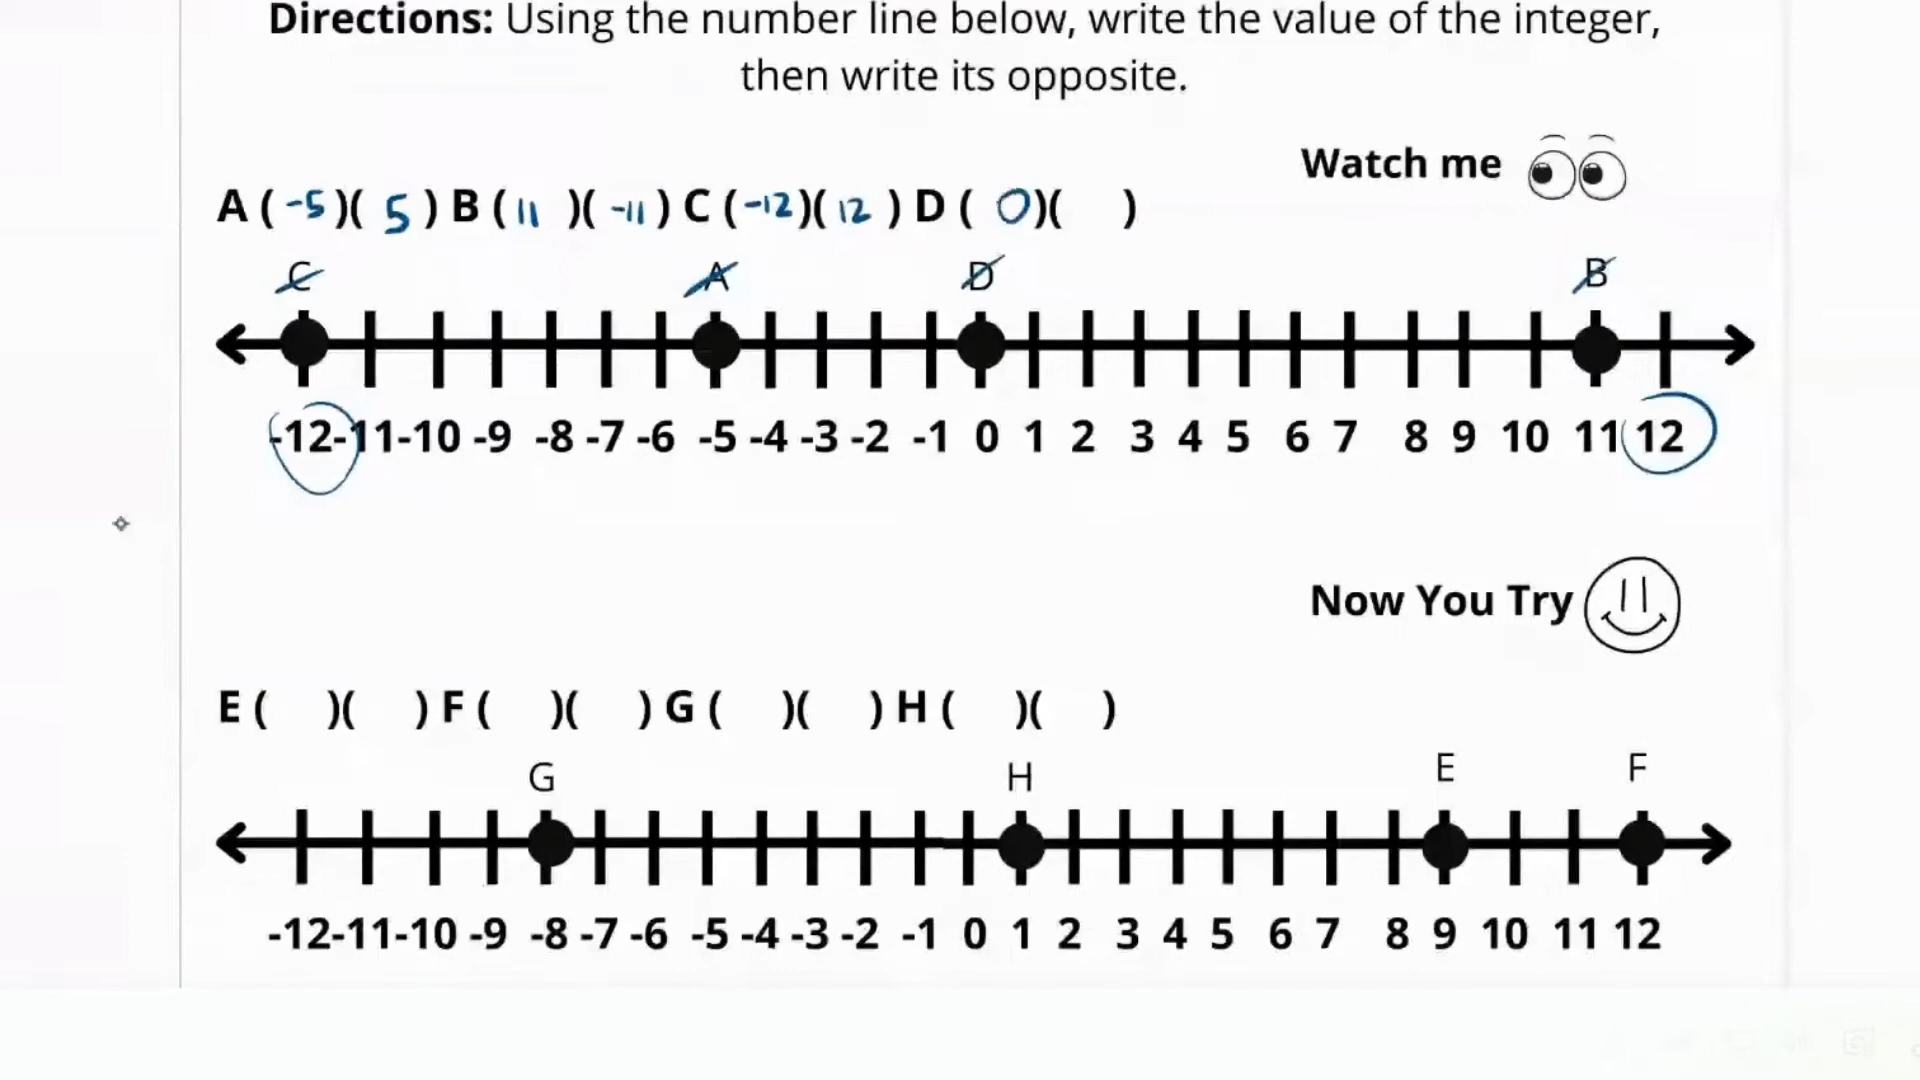 Directions: Using the number line below, write the value of the integer,
then write its opposite.
Watch me
A ( -5 )( 5 ) B ( 11 )( -11 ) C ( -12 )( 12 ) D ( 0 )( )
C A D B
-12 -11 -10 -9 -8 -7 -6 -5 -4 -3 -2 -1 0 1 2 3 4 5 6 7 8 9 10 11 12
Now You Try
E ( )( ) F ( )( ) G ( )( ) H ( )( )
G H E F
-12 -11 -10 -9 -8 -7 -6 -5 -4 -3 -2 -1 0 1 2 3 4 5 6 7 8 9 10 11 12